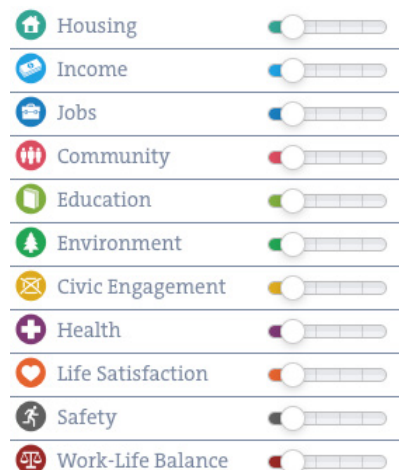 Housing
Income
Jobs
Community
Education
Environment
Civic Engagement
Health
Life Satisfaction
Safety
Work-Life Balance